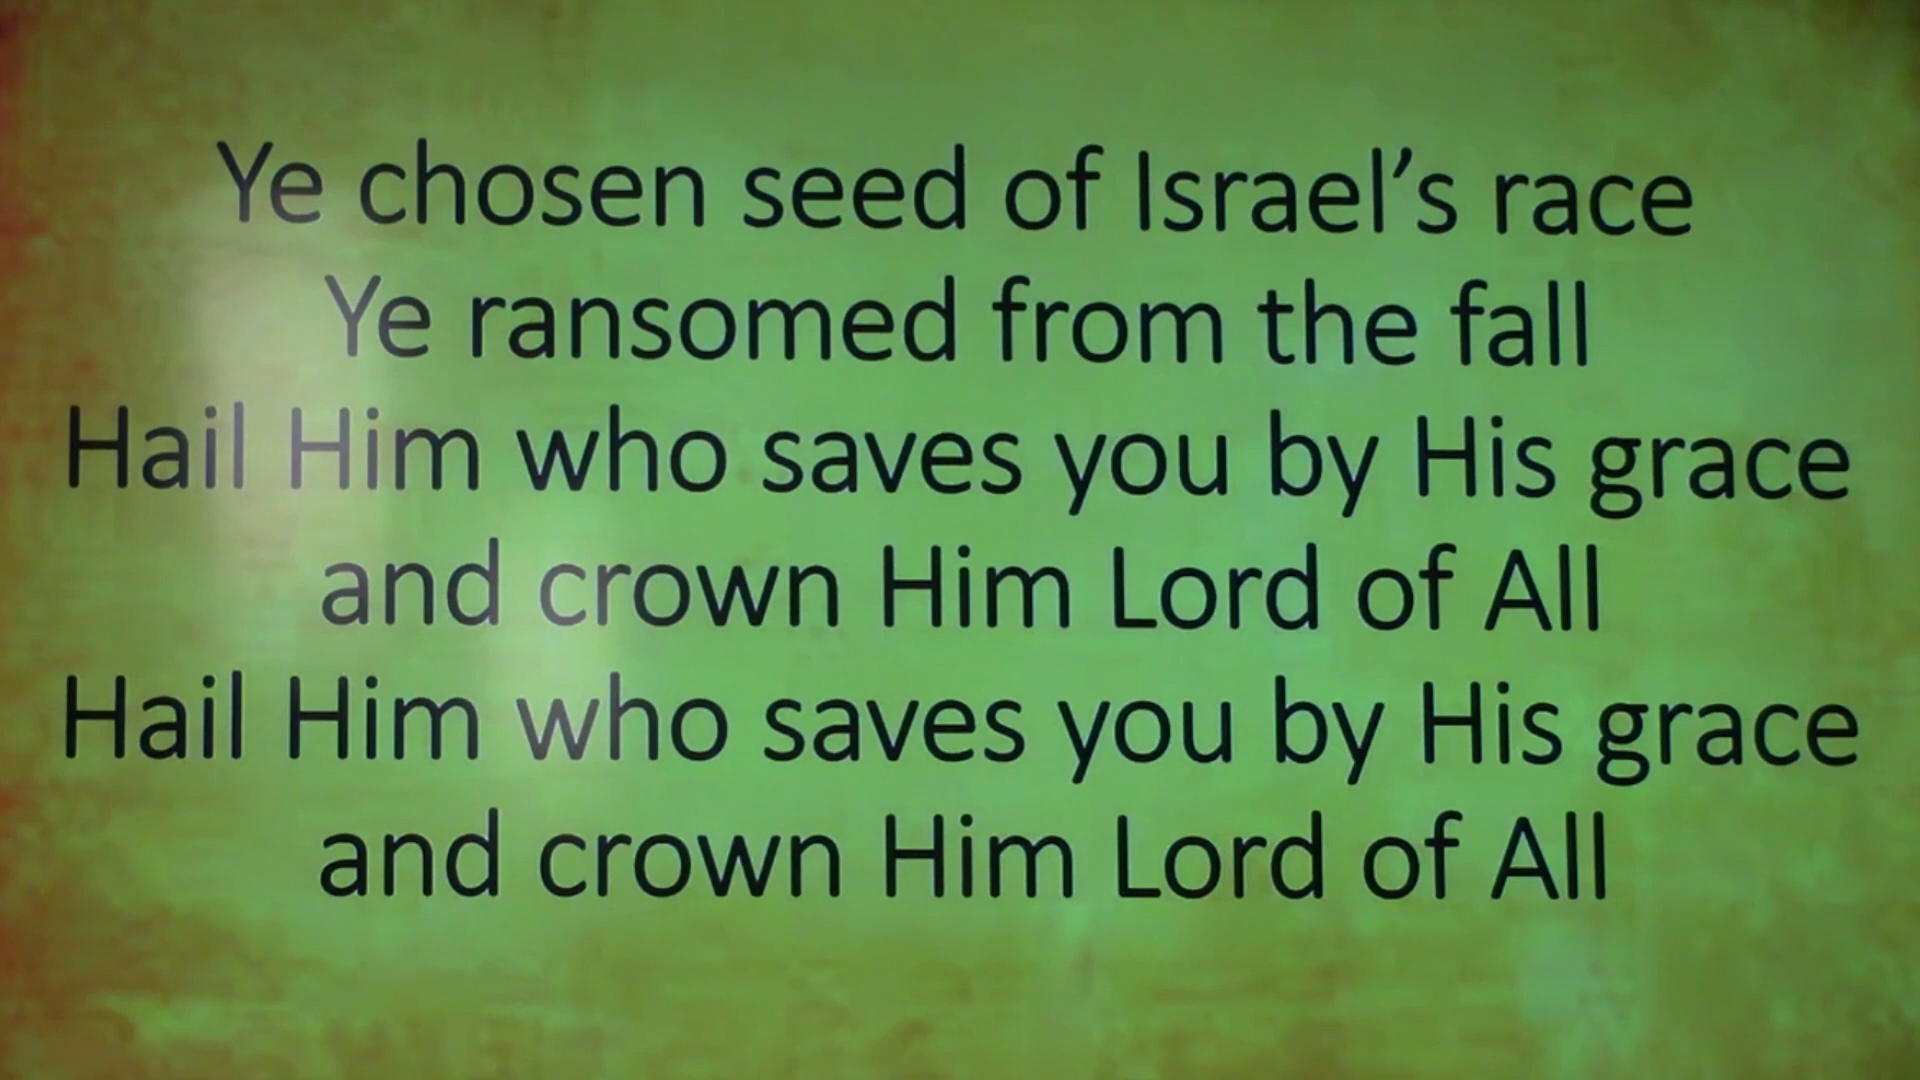 Ye chosen seed of Israel’s race
Ye ransomed from the fall
Hail Him who saves you by His grace
and crown Him Lord of All
Hail Him who saves you by His grace
and crown Him Lord of All